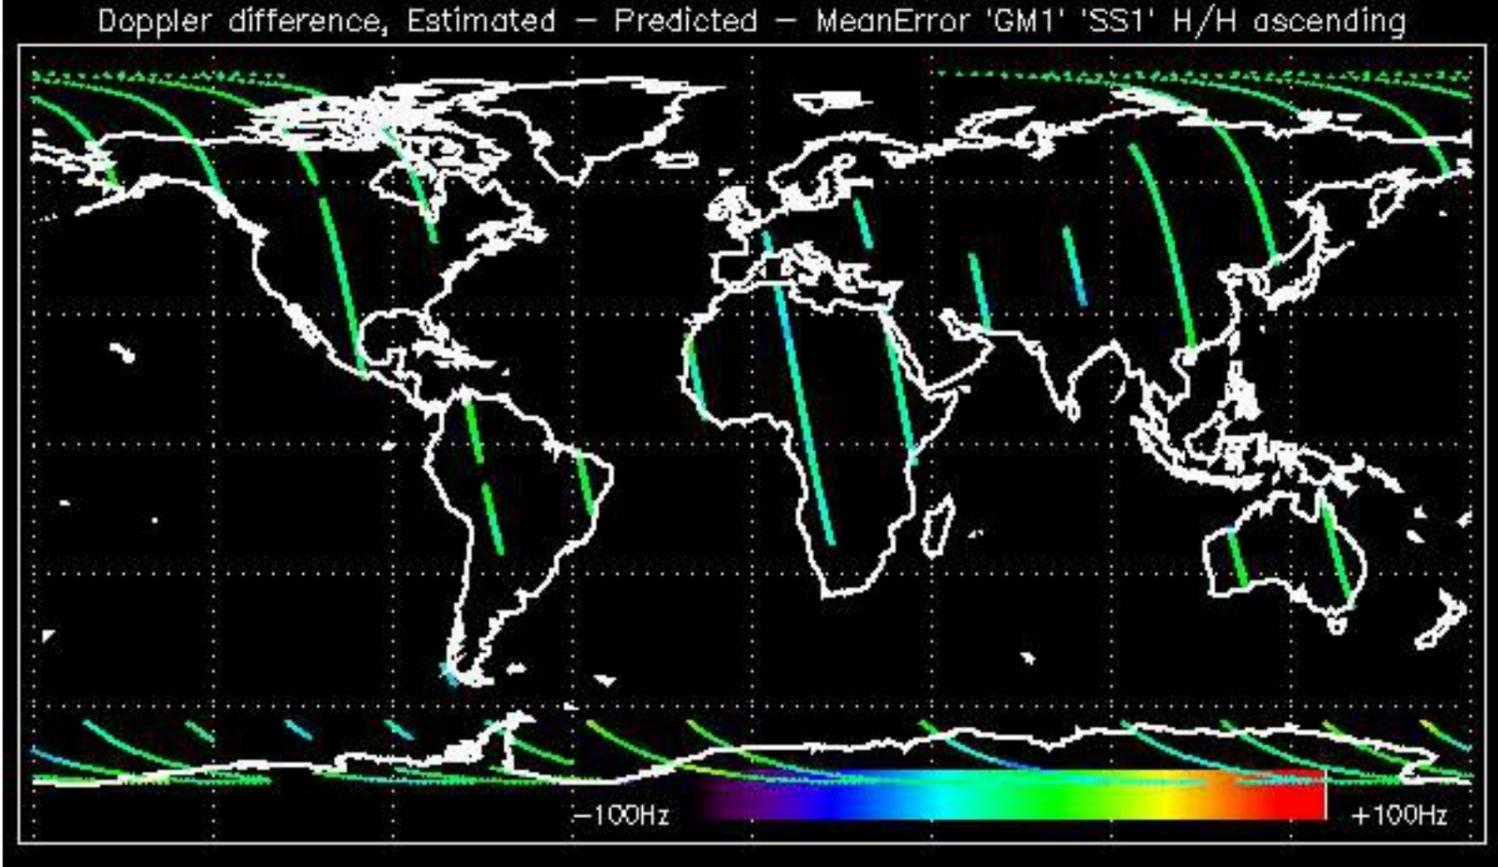 Doppler difference, Estimated — Predicted — MeanError 'GM1' 'SS1' H/H ascending
−100Hz
+100Hz